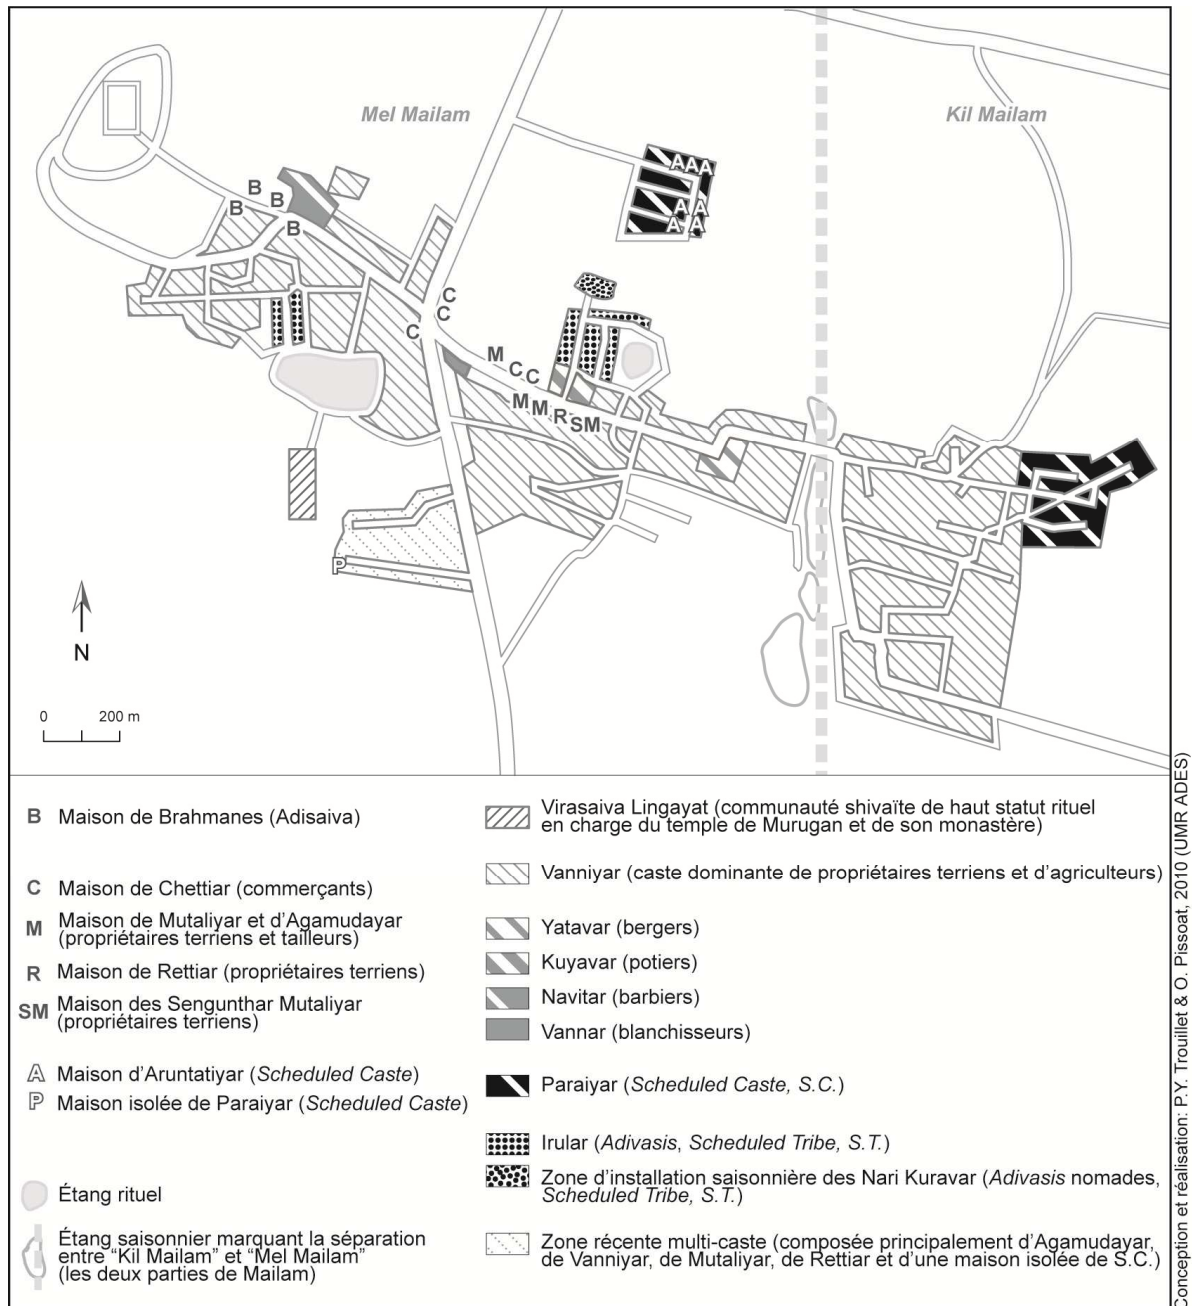 Mel Mailam
Kil Mailam
A A A
A A
A A
B
B
B
B
C
C
C
M
C C
M M R SM
P
N
0 200 m
B Maison de Brahmanes (Adisaiva)
C Maison de Chettiar (commerçants)
M Maison de Mutaliyar et d'Agamudayar
(propriétaires terriens et tailleurs)
R Maison de Rettiar (propriétaires terriens)
SM Maison des Sengunthar Mutaliyar
(propriétaires terriens)
A Maison d'Aruntatiyar (Scheduled Caste)
P Maison isolée de Paraiyar (Scheduled Caste)
Étang rituel
Étang saisonnier marquant la séparation
entre "Kil Mailam" et "Mel Mailam"
(les deux parties de Mailam)
Virasaiva Lingayat (communauté shivaïte de haut statut rituel
en charge du temple de Murugan et de son monastère)
Vanniyar (caste dominante de propriétaires terriens et d'agriculteurs)
Yatavar (bergers)
Kuyavar (potiers)
Navitar (barbiers)
Vannar (blanchisseurs)
Paraiyar (Scheduled Caste, S.C.)
Irular (Adivasis, Scheduled Tribe, S.T.)
Zone d'installation saisonnière des Nari Kuravar (Adivasis nomades,
Scheduled Tribe, S.T.)
Zone récente multi-caste (composée principalement d'Agamudayar,
de Vanniyar, de Mutaliyar, de Rettiar et d'une maison isolée de S.C.)
Conception et réalisation: P.Y. Trouillet & O. Pissoat, 2010 (UMR ADES)